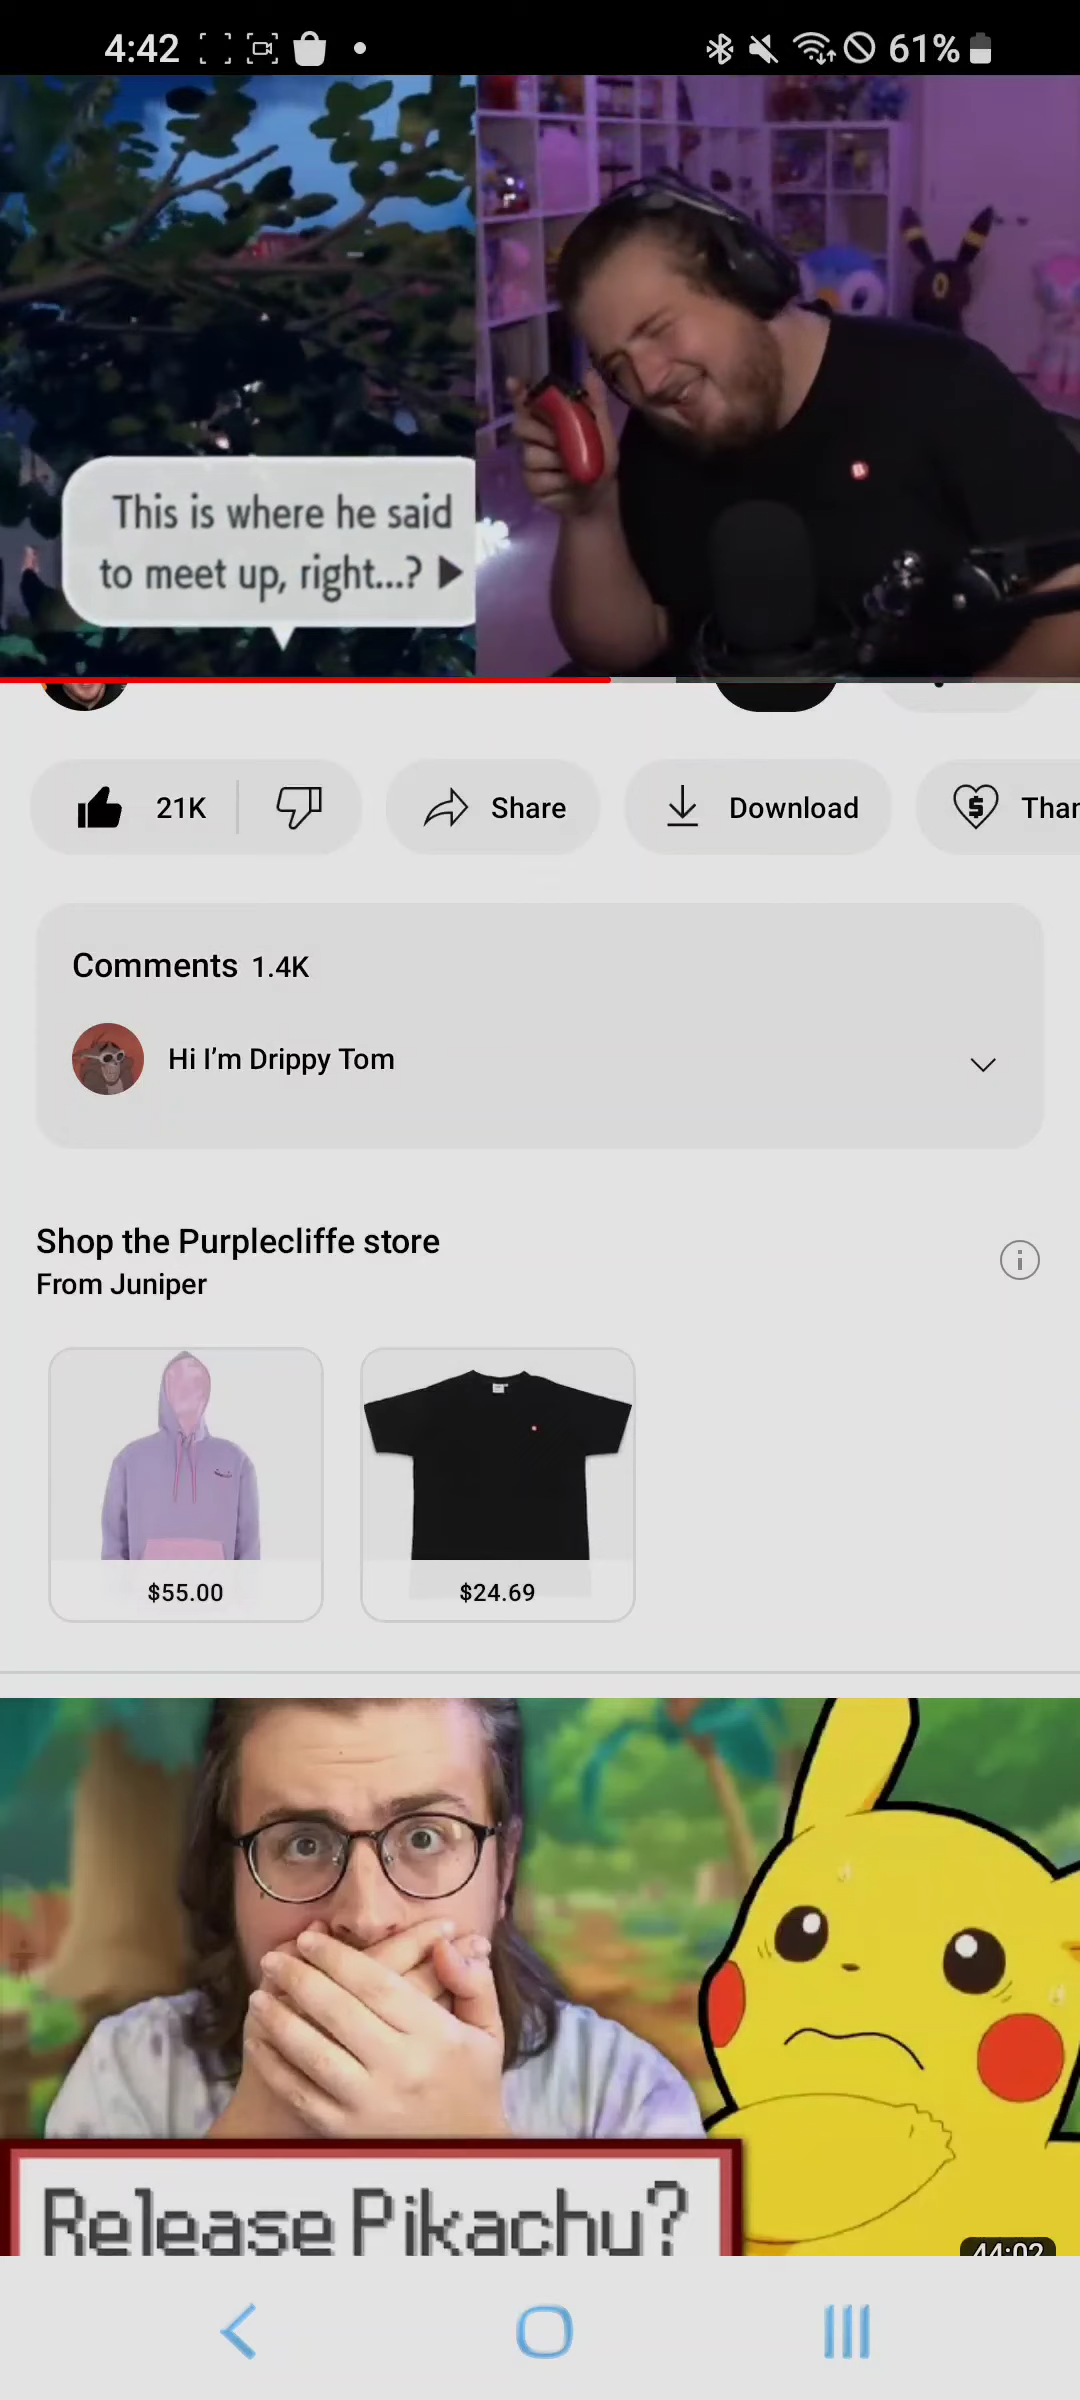 4:42
61%
This is where he said
to meet up, right...? ▶
21K
Share
Download
Comments 1.4K
Hi I’m Drippy Tom
Shop the Purplecliffe store
From Juniper
$55.00
$24.69
Release Pikachu?
44:02